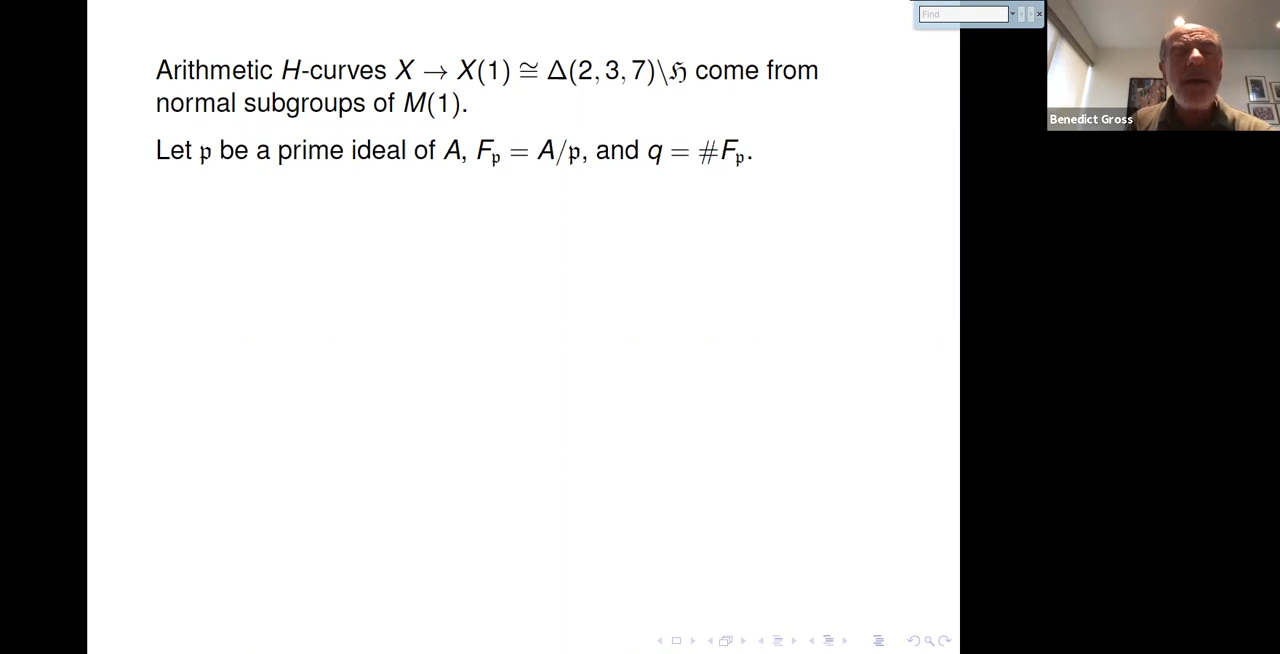 Find
Benedict Gross
Arithmetic H-curves X → X(1) ≅ Δ(2, 3, 7)\ℌ come from
normal subgroups of M(1).
Let 𝔭 be a prime ideal of A, F_𝔭 = A/𝔭, and q = #F_𝔭.